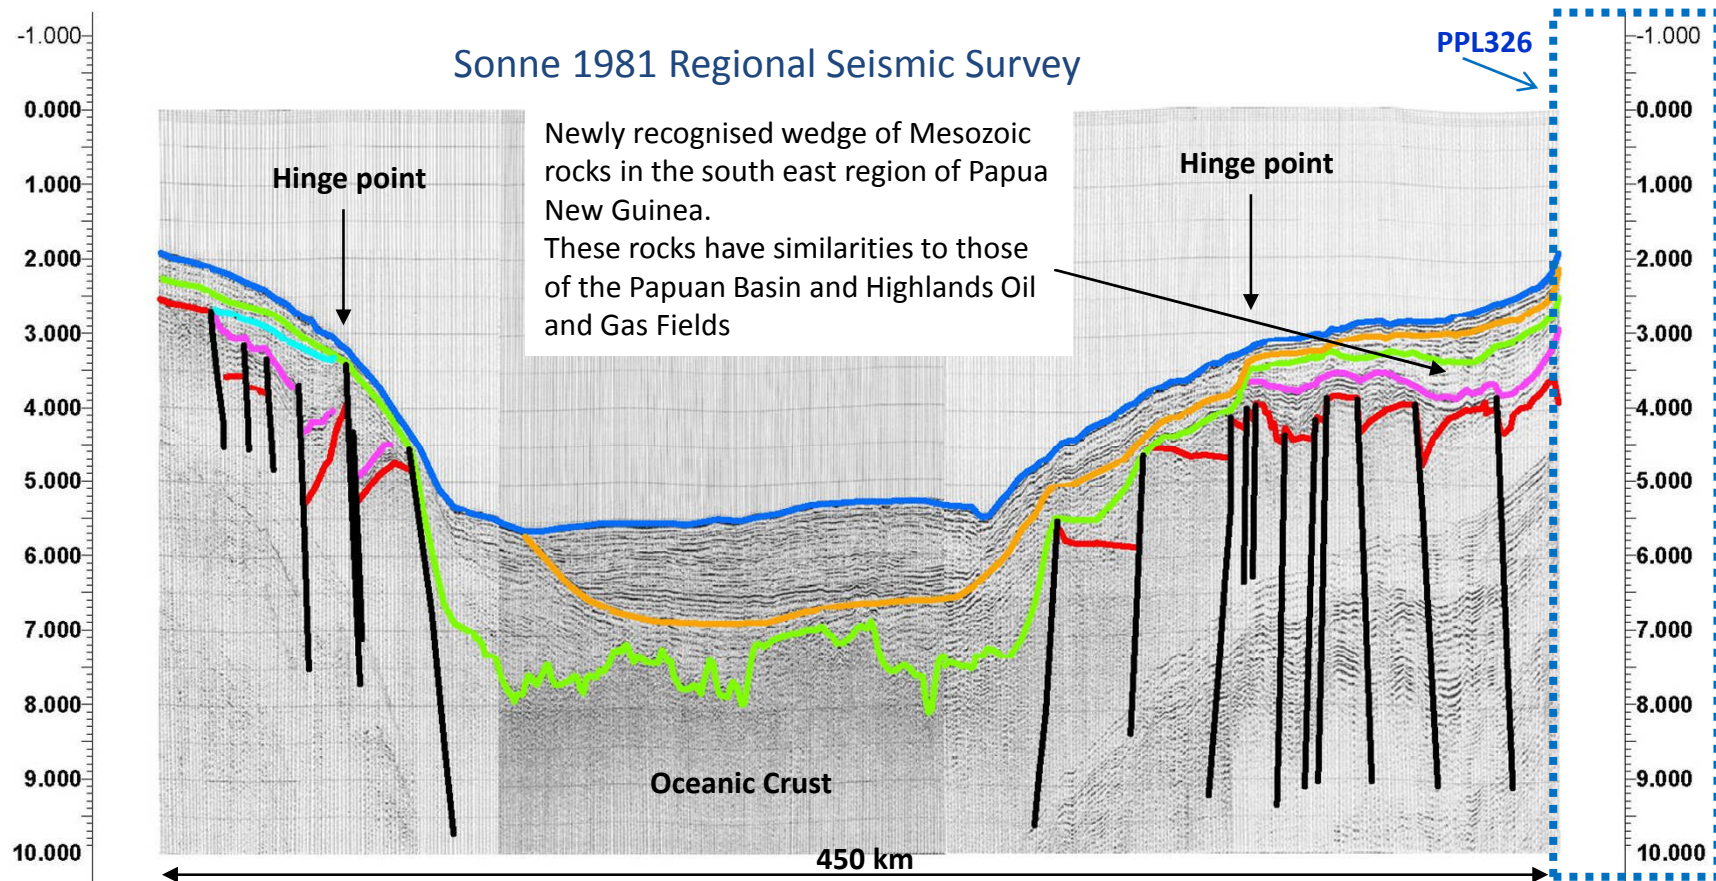 Sonne 1981 Regional Seismic Survey
PPL326
Newly recognised wedge of Mesozoic
rocks in the south east region of Papua
New Guinea.
These rocks have similarities to those
of the Papuan Basin and Highlands Oil
and Gas Fields
Hinge point
Hinge point
Oceanic Crust
450 km
-1.000
0.000
1.000
2.000
3.000
4.000
5.000
6.000
7.000
8.000
9.000
10.000
-1.000
0.000
1.000
2.000
3.000
4.000
5.000
6.000
7.000
8.000
9.000
10.000